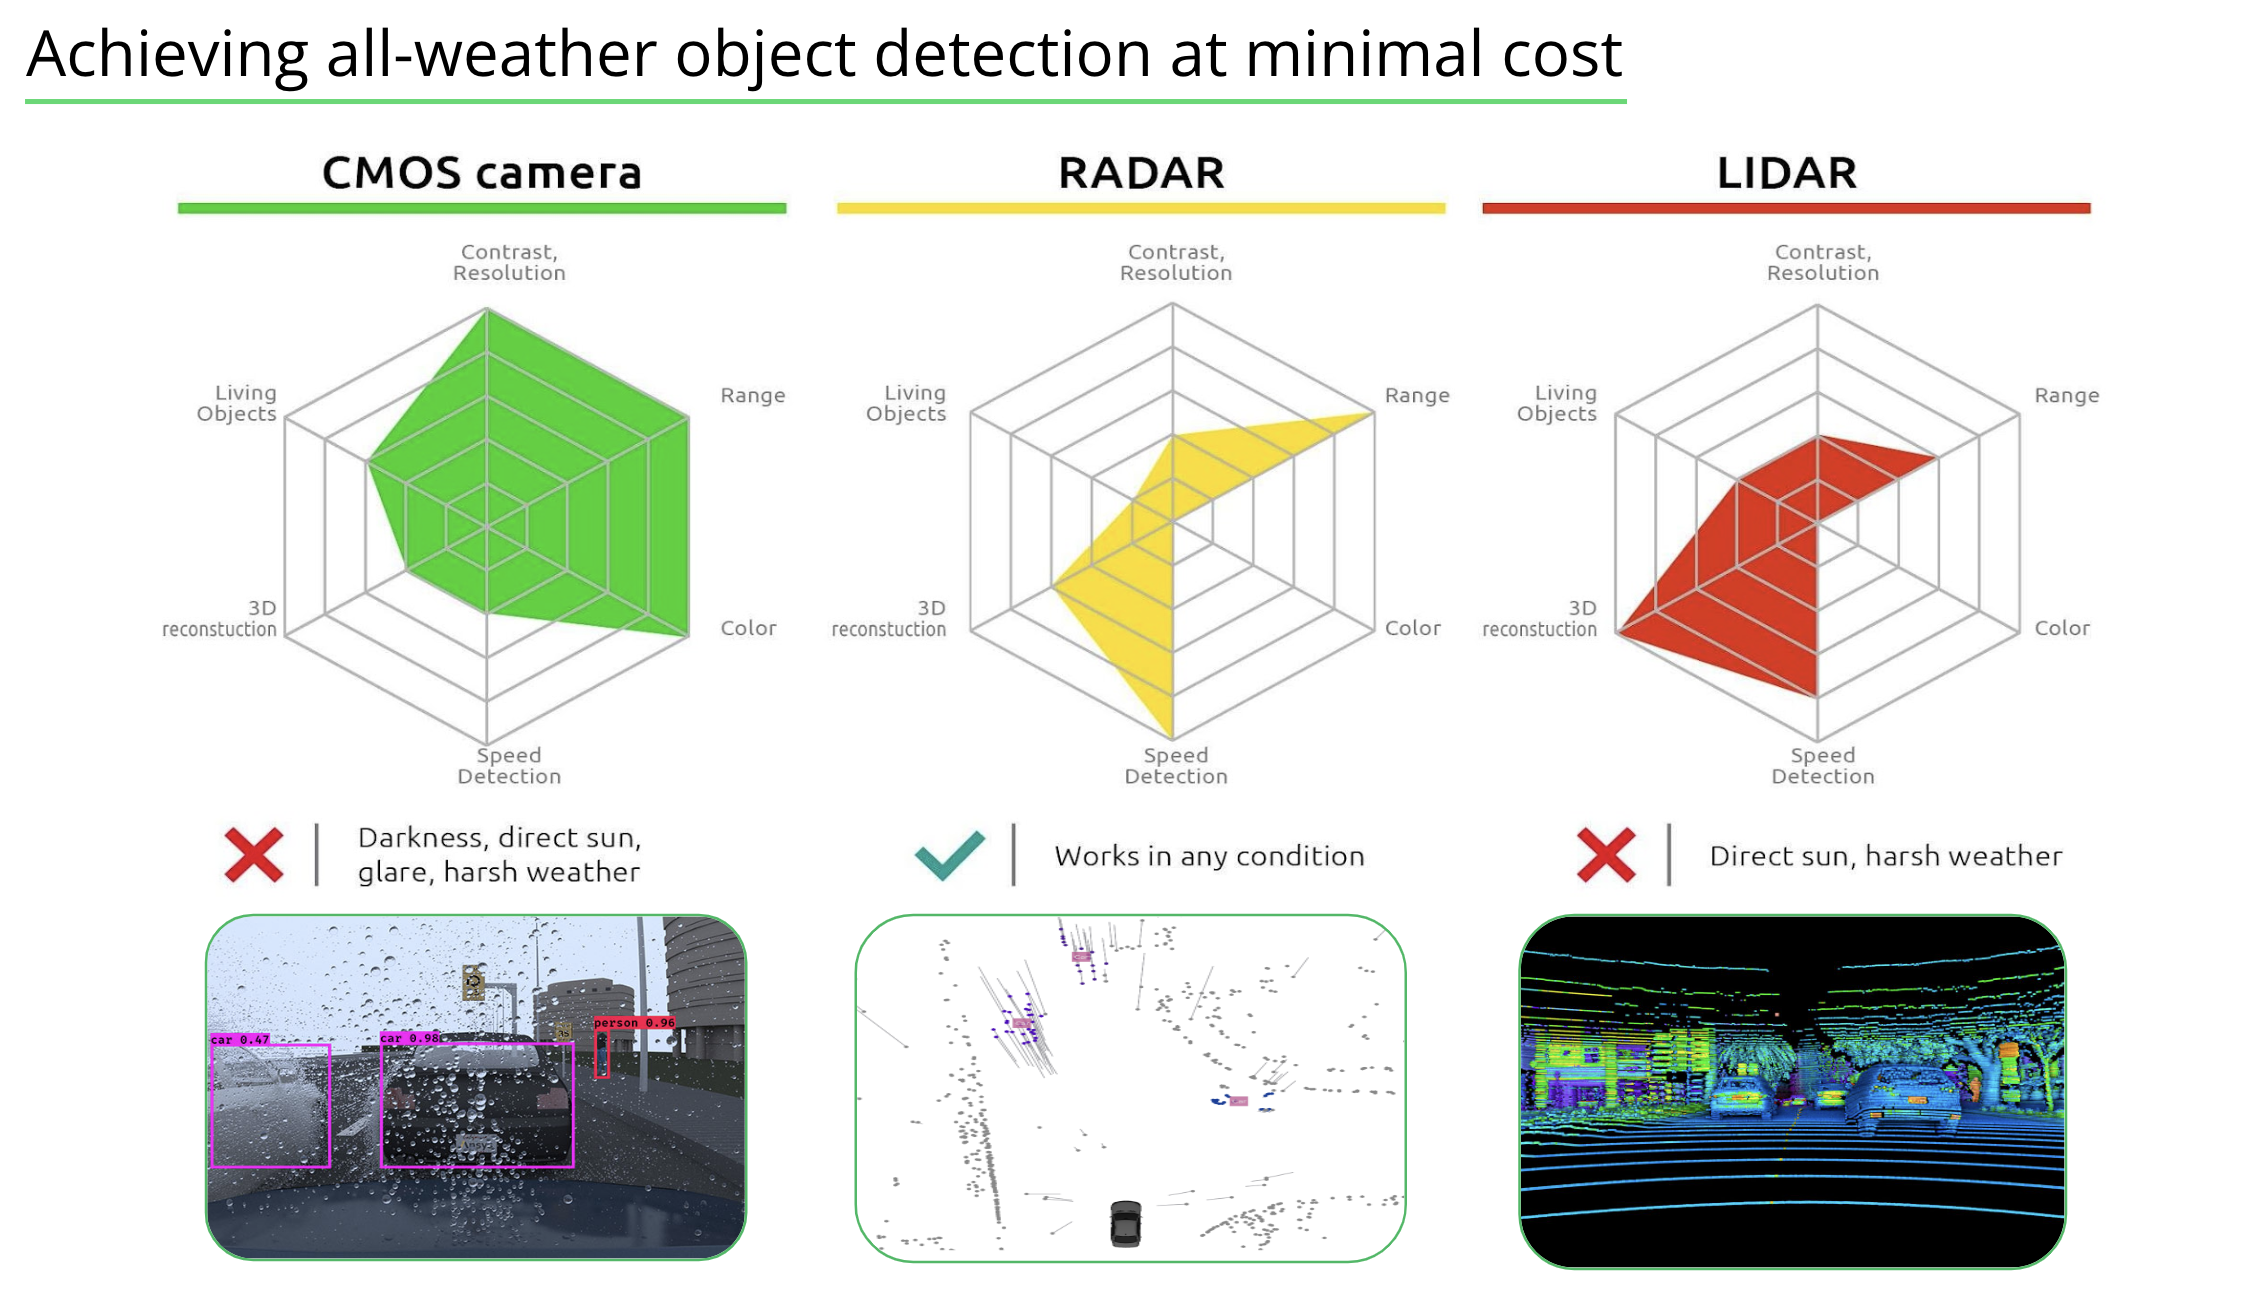 Achieving all-weather object detection at minimal cost
CMOS camera
Contrast,
Resolution
Living
Objects
Range
3D
reconstuction
Color
Speed
Detection
Darkness, direct sun,
glare, harsh weather
car 0.47
car 0.98
person 0.96
Ansys
RADAR
Contrast,
Resolution
Living
Objects
Range
3D
reconstuction
Color
Speed
Detection
Works in any condition
LIDAR
Contrast,
Resolution
Living
Objects
Range
3D
reconstuction
Color
Speed
Detection
Direct sun, harsh weather